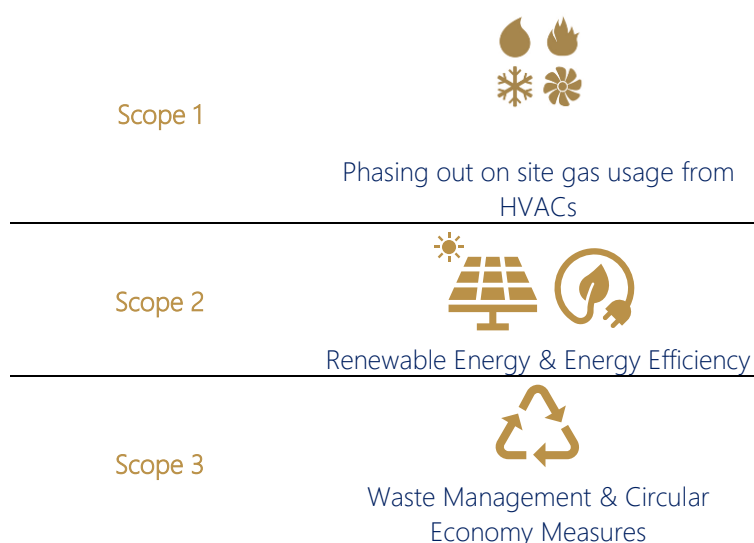 Scope 1
Phasing out on site gas usage from
HVACs
Scope 2
Renewable Energy & Energy Efficiency
Scope 3
Waste Management & Circular
Economy Measures